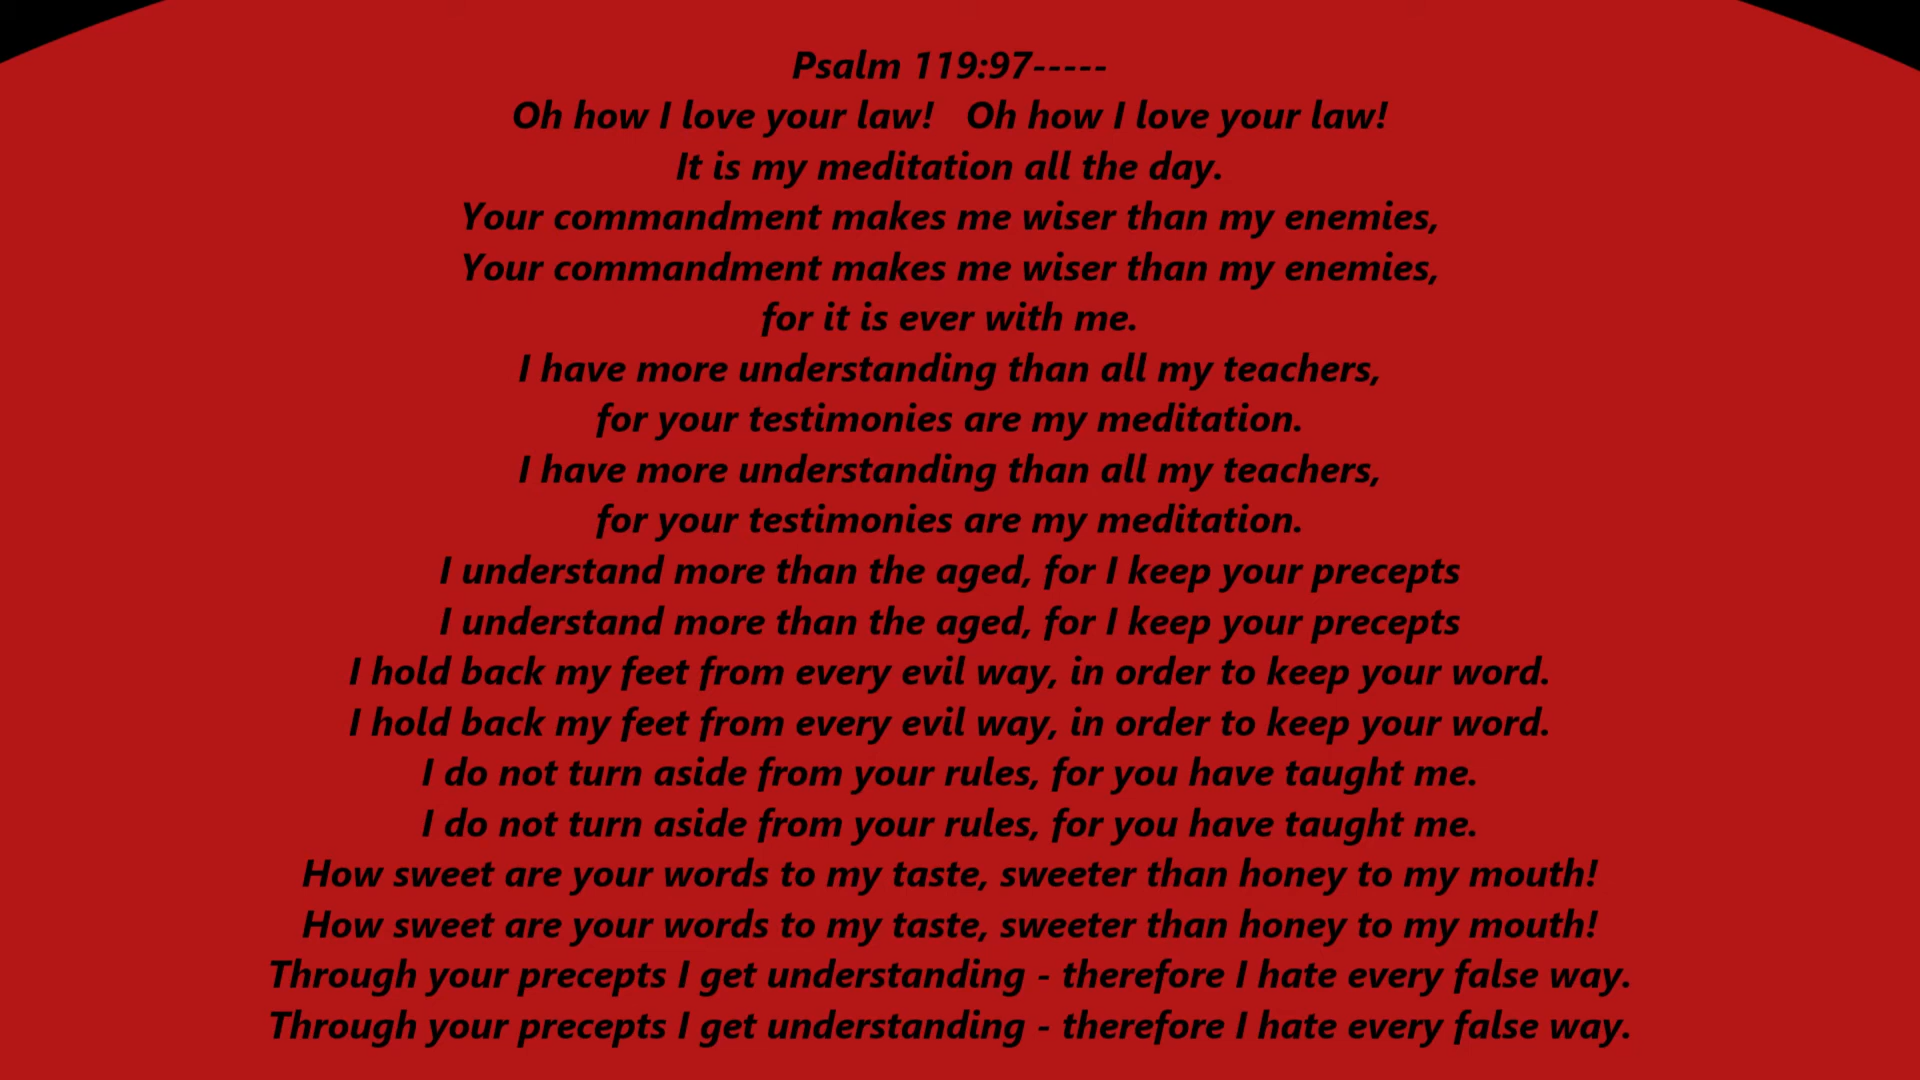 Psalm 119:97-----
Oh how I love your law!   Oh how I love your law!
It is my meditation all the day.
Your commandment makes me wiser than my enemies,
Your commandment makes me wiser than my enemies,
for it is ever with me.
I have more understanding than all my teachers,
for your testimonies are my meditation.
I have more understanding than all my teachers,
for your testimonies are my meditation.
I understand more than the aged, for I keep your precepts
I understand more than the aged, for I keep your precepts
I hold back my feet from every evil way, in order to keep your word.
I hold back my feet from every evil way, in order to keep your word.
I do not turn aside from your rules, for you have taught me.
I do not turn aside from your rules, for you have taught me.
How sweet are your words to my taste, sweeter than honey to my mouth!
How sweet are your words to my taste, sweeter than honey to my mouth!
Through your precepts I get understanding - therefore I hate every false way.
Through your precepts I get understanding - therefore I hate every false way.